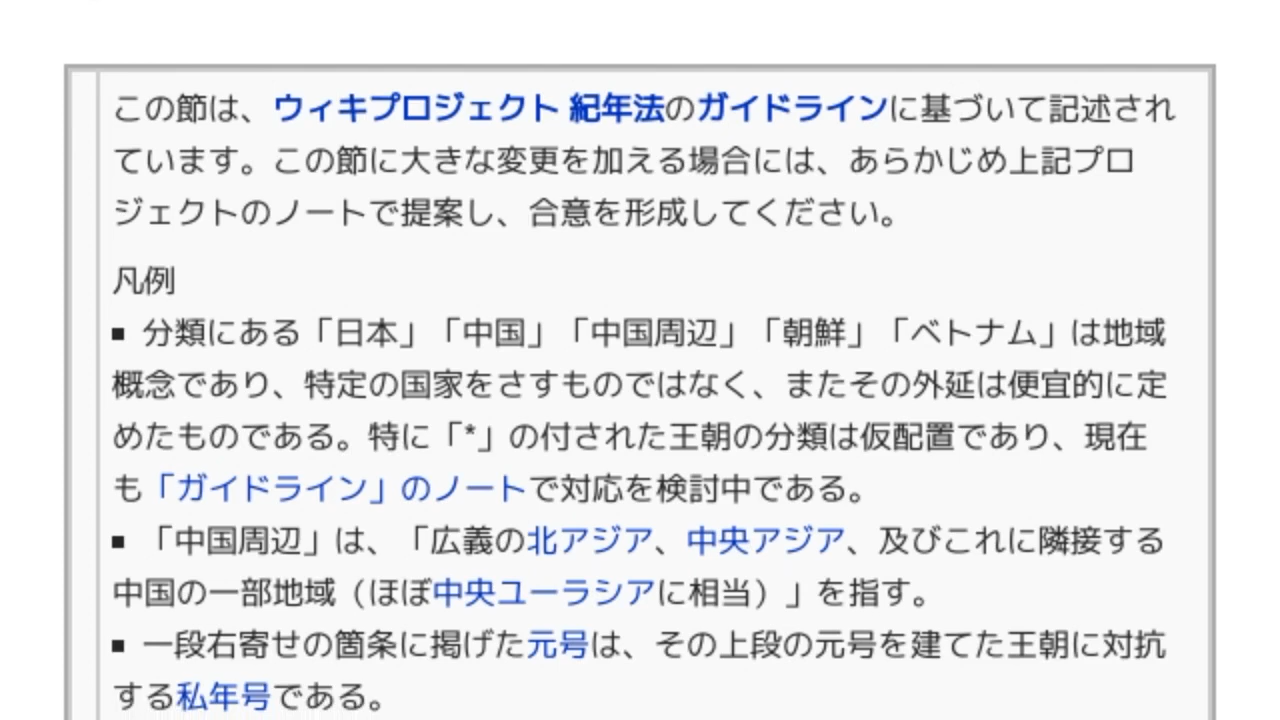 この節は、ウィキプロジェクト 紀年法のガイドラインに基づいて記述され
ています。この節に大きな変更を加える場合には、あらかじめ上記プロ
ジェクトのノートで提案し、合意を形成してください。
凡例
▪ 分類にある「日本」「中国」「中国周辺」「朝鮮」「ベトナム」は地域
概念であり、特定の国家をさすものではなく、またその外延は便宜的に定
めたものである。特に「*」の付された王朝の分類は仮配置であり、現在
も「ガイドライン」のノートで対応を検討中である。
▪ 「中国周辺」は、「広義の北アジア、中央アジア、及びこれに隣接する
中国の一部地域（ほぼ中央ユーラシアに相当）」を指す。
▪ 一段右寄せの箇条に掲げた元号は、その上段の元号を建てた王朝に対抗
する私年号である。